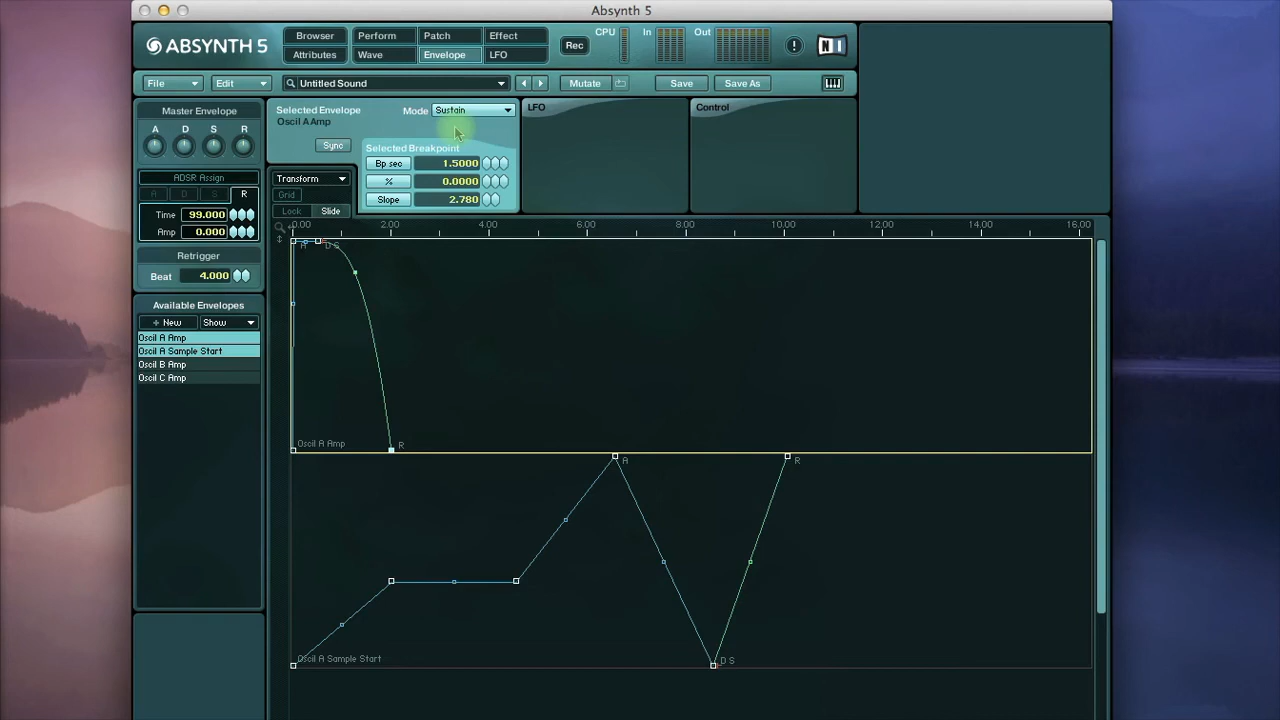 Absynth 5
ABSYNTH 5
Browser
Perform
Patch
Effect
Attributes
Wave
Envelope
LFO
Rec
CPU
In
Out
!
N I
File
Edit
Untitled Sound
Mutate
Save
Save As
Master Envelope
A D S R
ADSR Assign
A D S R
Time 99.000
Amp 0.000
Retrigger
Beat 4.000
Available Envelopes
+ New
Show
Oscil A Amp
Oscil A Sample Start
Oscil B Amp
Oscil C Amp
Selected Envelope
Oscil A Amp
Mode Sustain
Sync
Selected Breakpoint
Bp sec 1.5000
% 0.0000
Slope 2.780
Transform
Grid
Lock
Slide
LFO
Control
0.00 2.00 4.00 6.00 8.00 10.00 12.00 14.00 16.00
A D S
Oscil A Amp
R
A
R
Oscil A Sample Start
D S